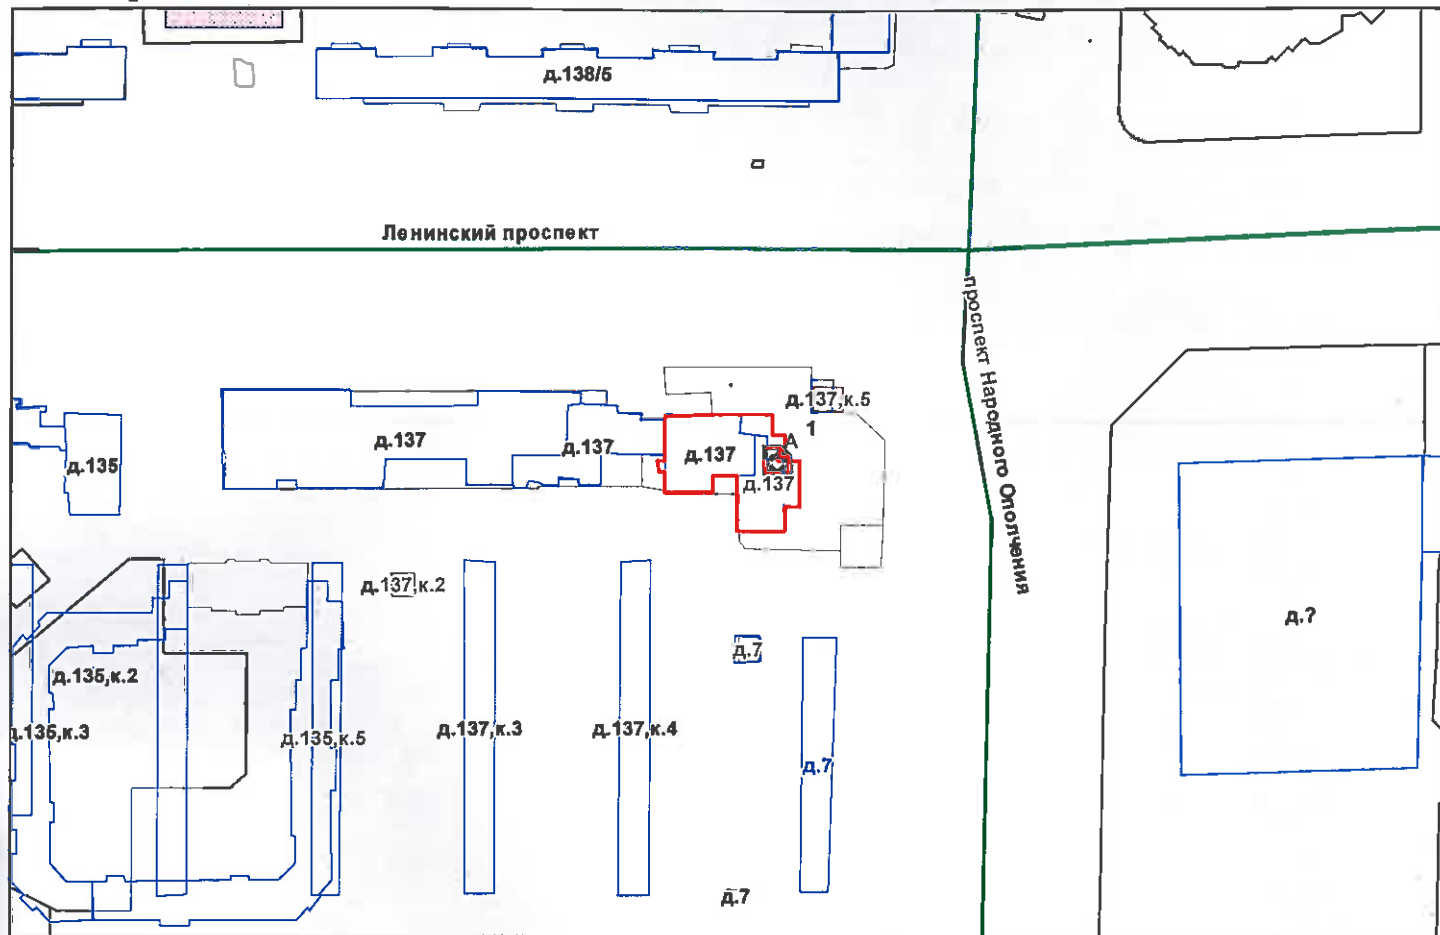 д.138/5
Ленинский проспект
проспект Народного Ополчения
д.137,к.5
1
А
д.137
д.137
д.137
д.137
д.135
д.137,к.2
д.7
д.?
д.135,к.2
д.135,к.3
д.135,к.5
д.137,к.3
д.137,к.4
д.7
д.7